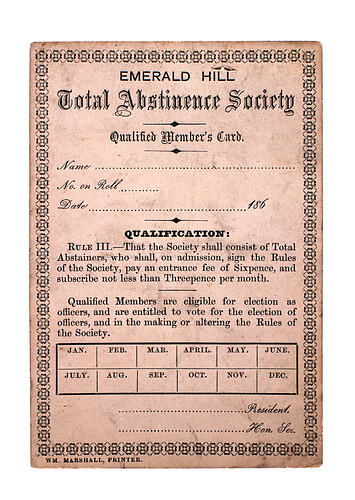 EMERALD HILL
Total Abstinence Society
Qualified Member's Card.
Name
No. on Roll
Date 186
QUALIFICATION:
RULE III.—That the Society shall consist of Total
Abstainers, who shall, on admission, sign the Rules
of the Society, pay an entrance fee of Sixpence, and
subscribe not less than Threepence per month.
Qualified Members are eligible for election as
officers, and are entitled to vote for the election of
officers, and in the making or altering the Rules of
the Society.
JAN. FEB. MAR. APRIL. MAY. JUNE.
JULY. AUG. SEP. OCT. NOV. DEC.
Resident.
Hon. Sec.
WM. MARSHALL, PRINTER.